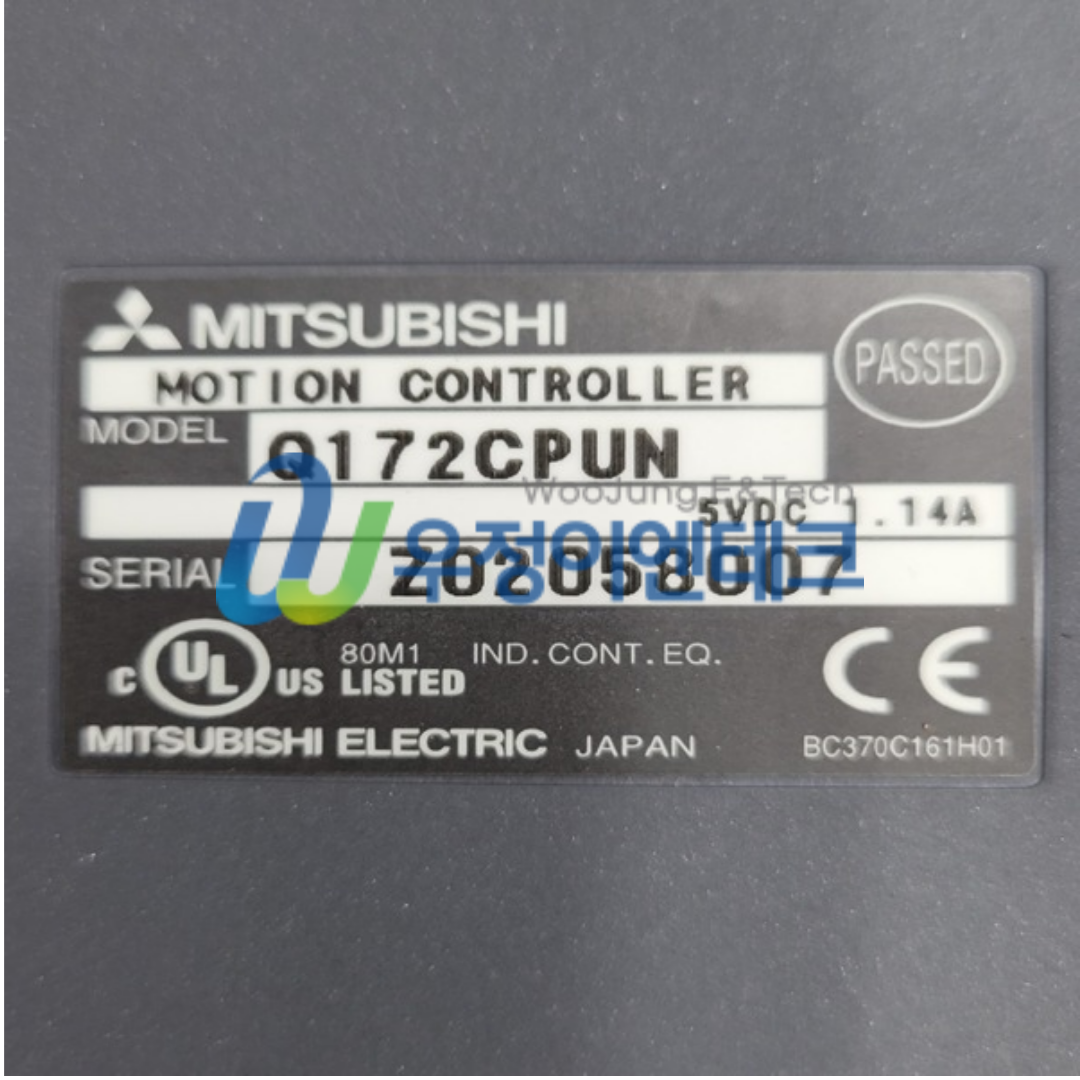 MITSUBISHI
PASSED
MOTION CONTROLLER
MODEL Q172CPUN
WooJung E&Tech
5VDC 1.14A
우정이엔테크
SERIAL Z02058007
C UL US LISTED 80M1 IND.CONT.EQ.
CE
MITSUBISHI ELECTRIC JAPAN BC370C161H01